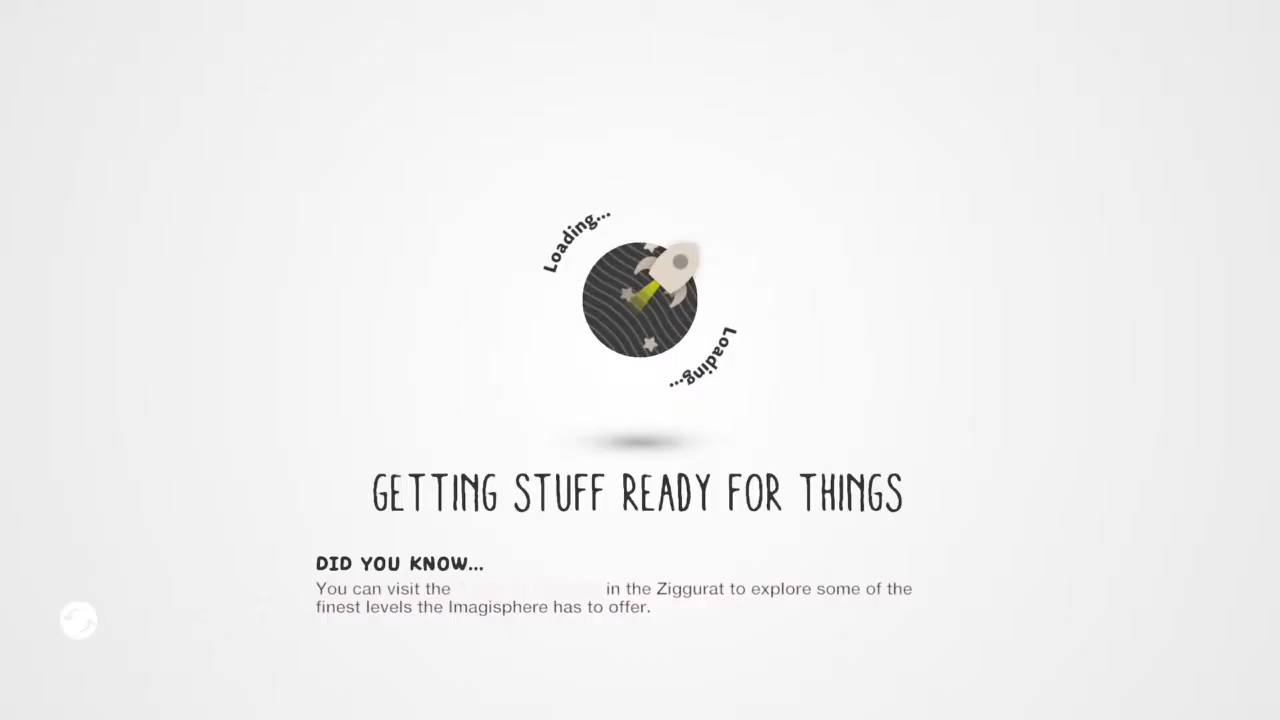 Loading...
Loading...
GETTING STUFF READY FOR THINGS
DID YOU KNOW...
You can visit the in the Ziggurat to explore some of the
finest levels the Imagisphere has to offer.